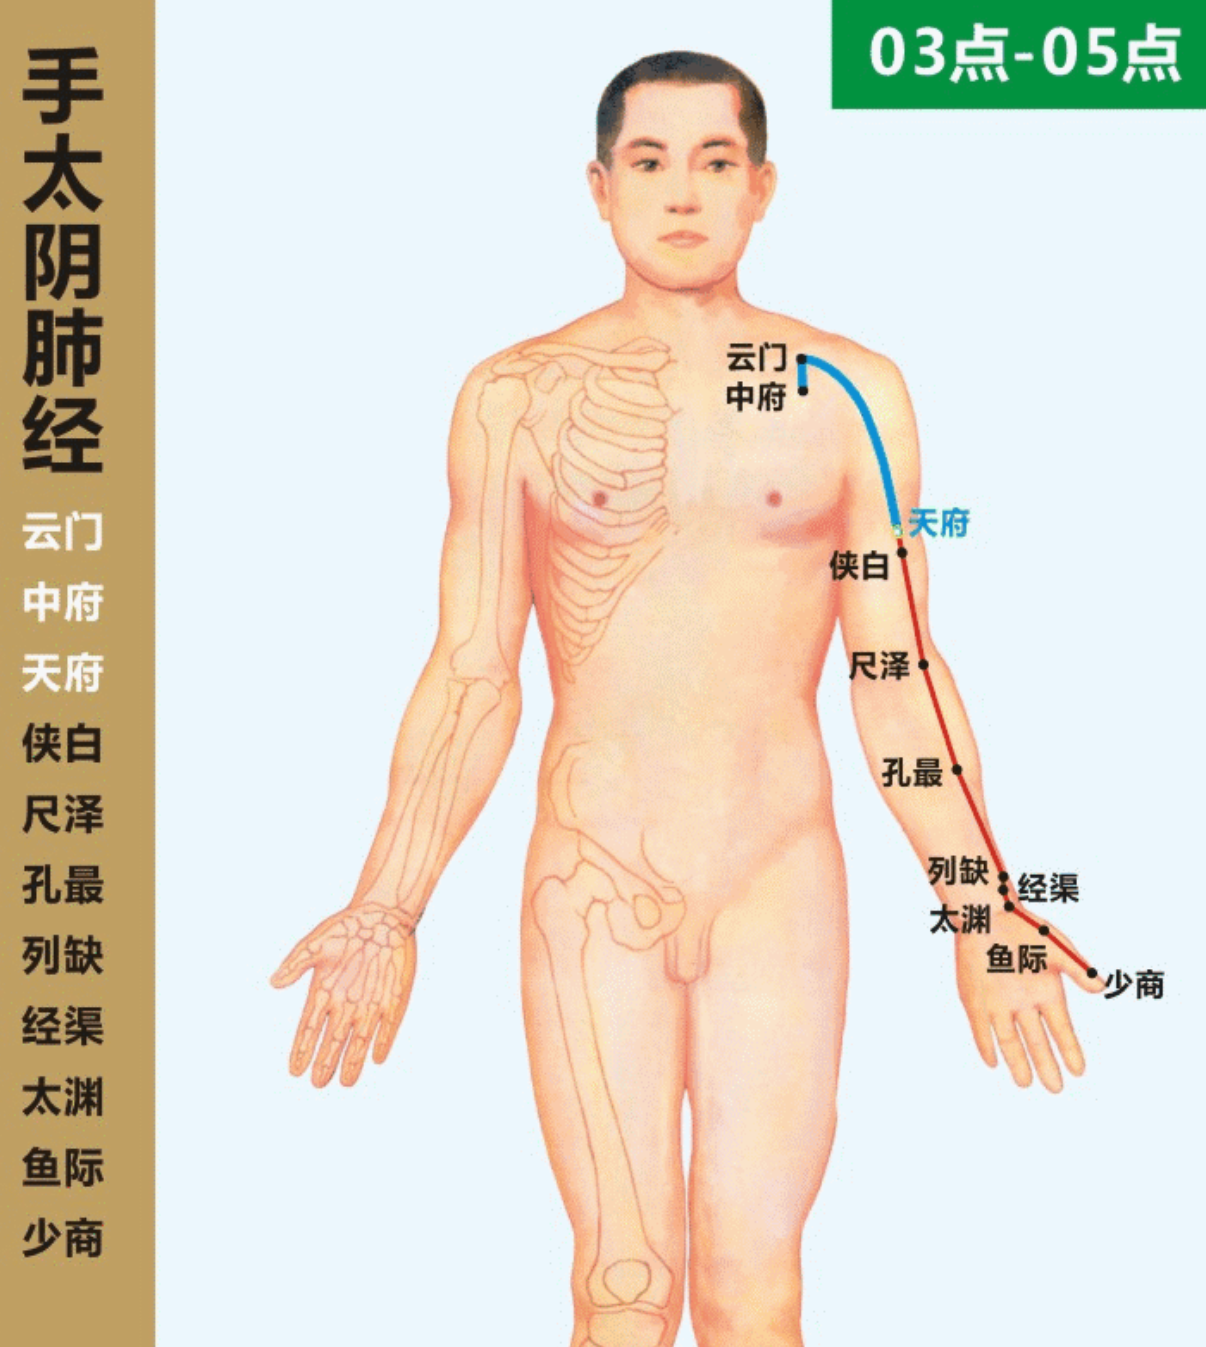 手太阴肺经
云门
中府
天府
侠白
尺泽
孔最
列缺
经渠
太渊
鱼际
少商
03点-05点
云门
中府
天府
侠白
尺泽
孔最
列缺
经渠
太渊
鱼际
少商